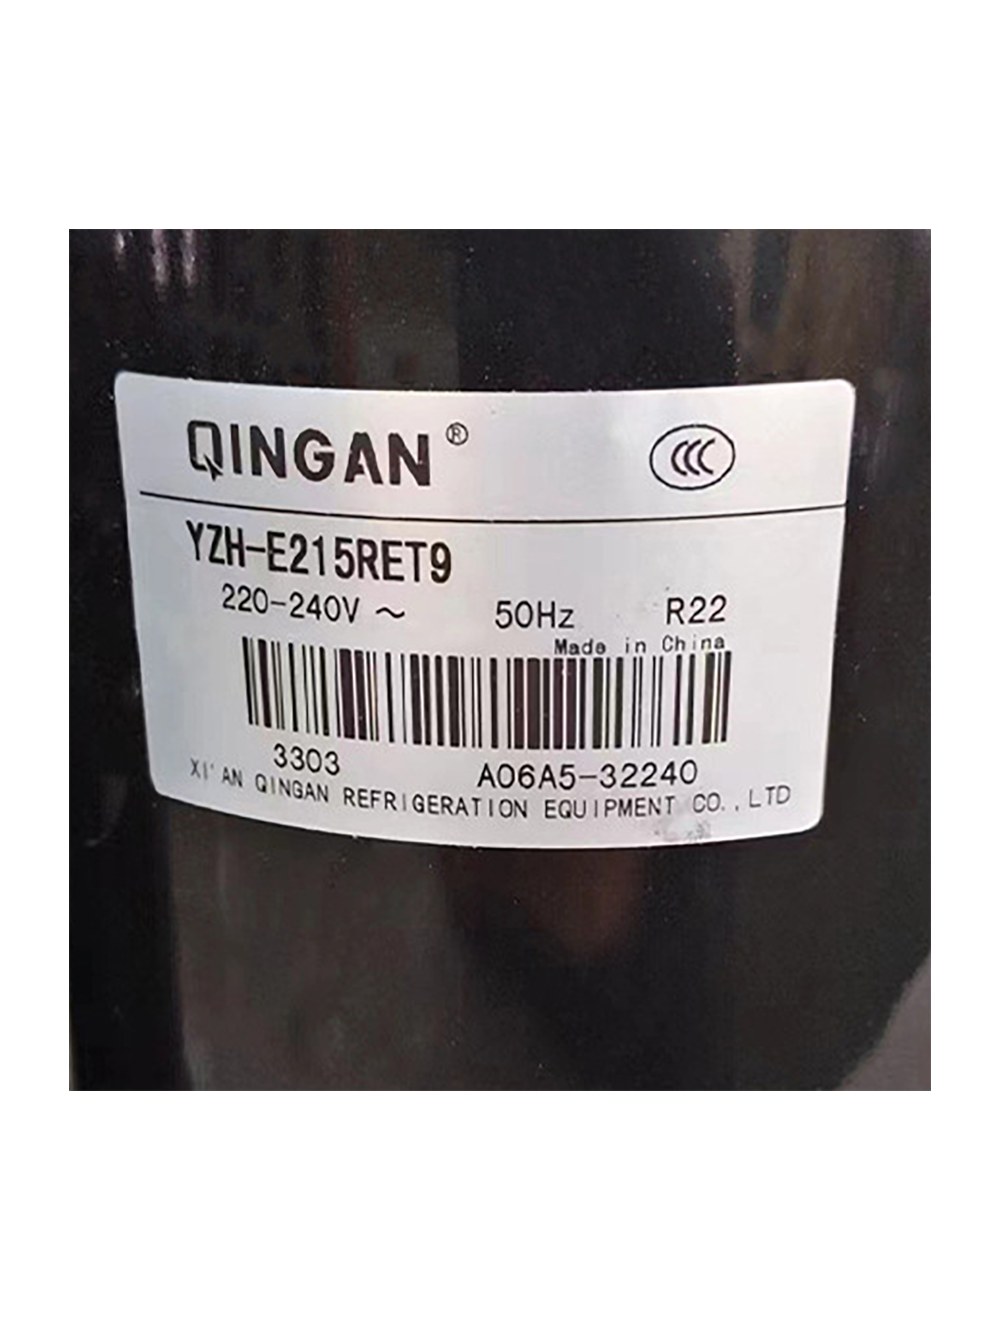 QINGAN®
CCC
YZH-E215RET9
220-240V ~ 50Hz R22
Made in China
3303 A06A5-32240
XI'AN QINGAN REFRIGERATION EQUIPMENT CO.,LTD